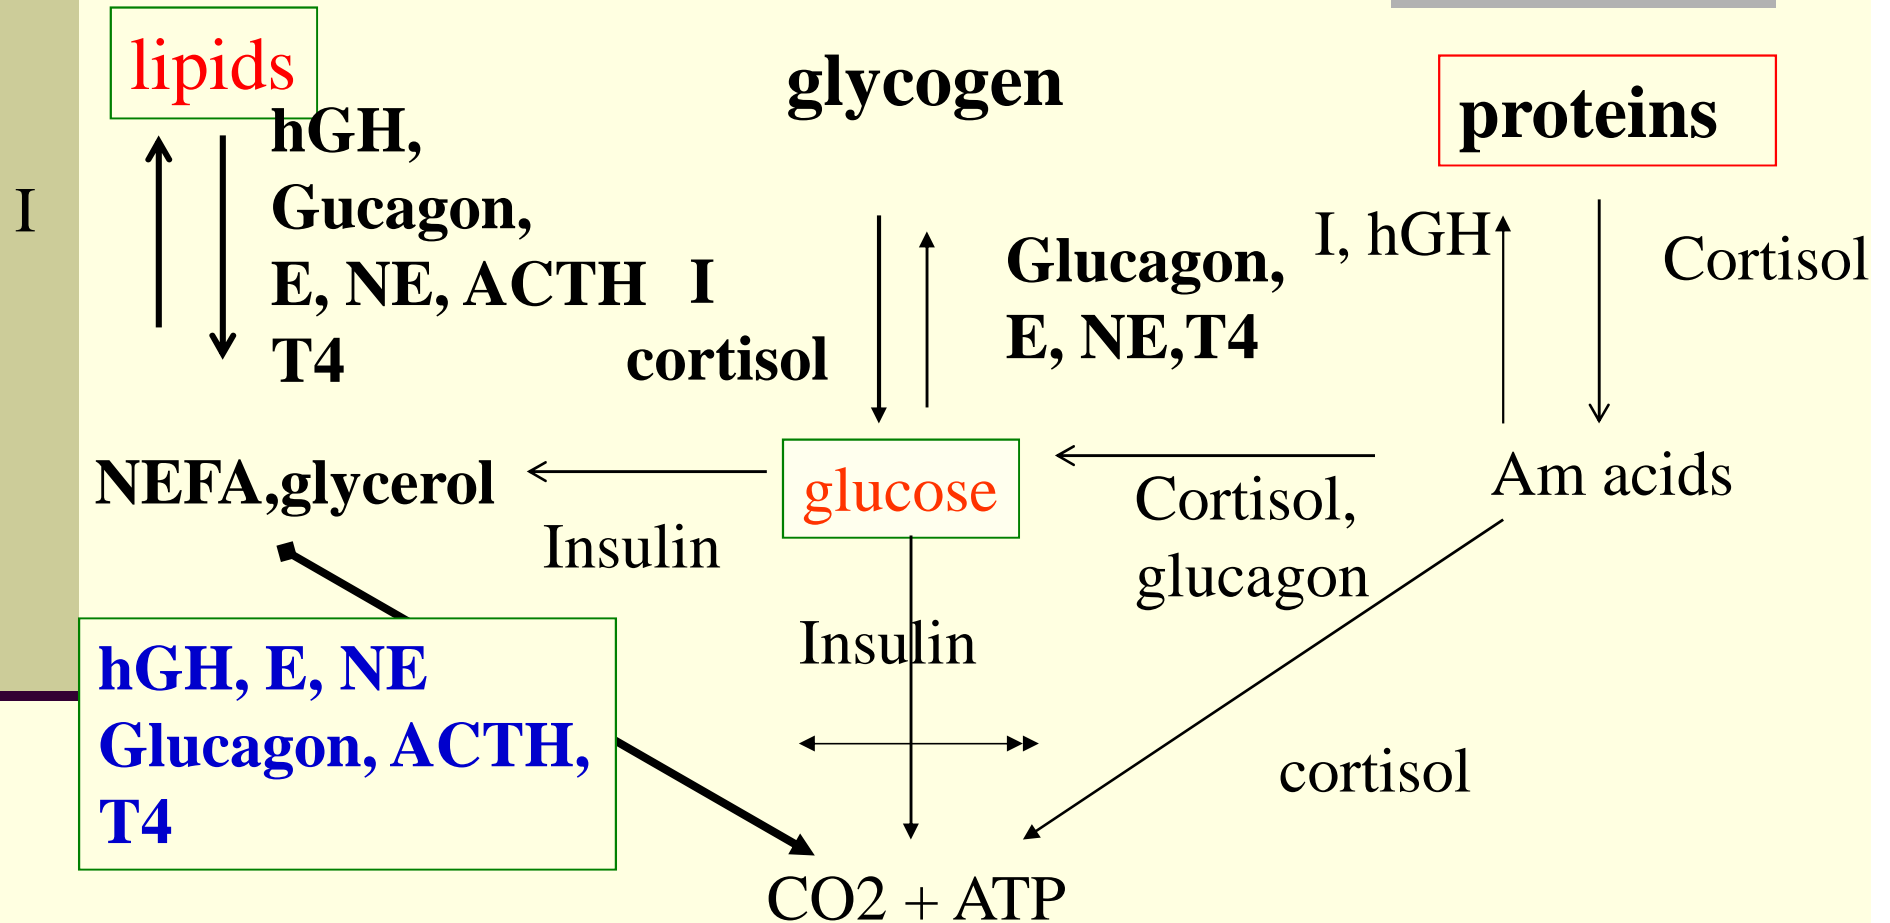 lipids
glycogen
proteins
I
hGH,
Gucagon,
E, NE, ACTH
T4
I
cortisol
Glucagon,
E, NE,T4
I, hGH
Cortisol
NEFA,glycerol
Insulin
glucose
Cortisol,
glucagon
Am acids
Insulin
hGH, E, NE
Glucagon, ACTH,
T4
cortisol
CO2 + ATP